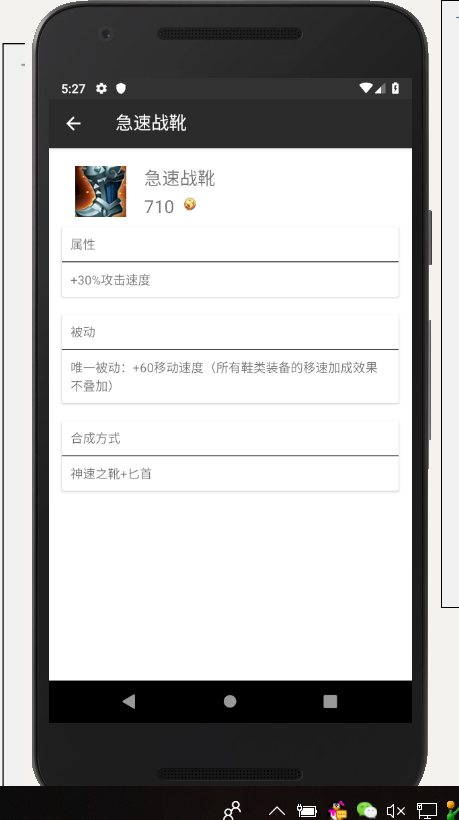 5:27
急速战靴
急速战靴
710
属性
+30%攻击速度
被动
唯一被动：+60移动速度（所有鞋类装备的移速加成效果
不叠加）
合成方式
神速之靴+匕首